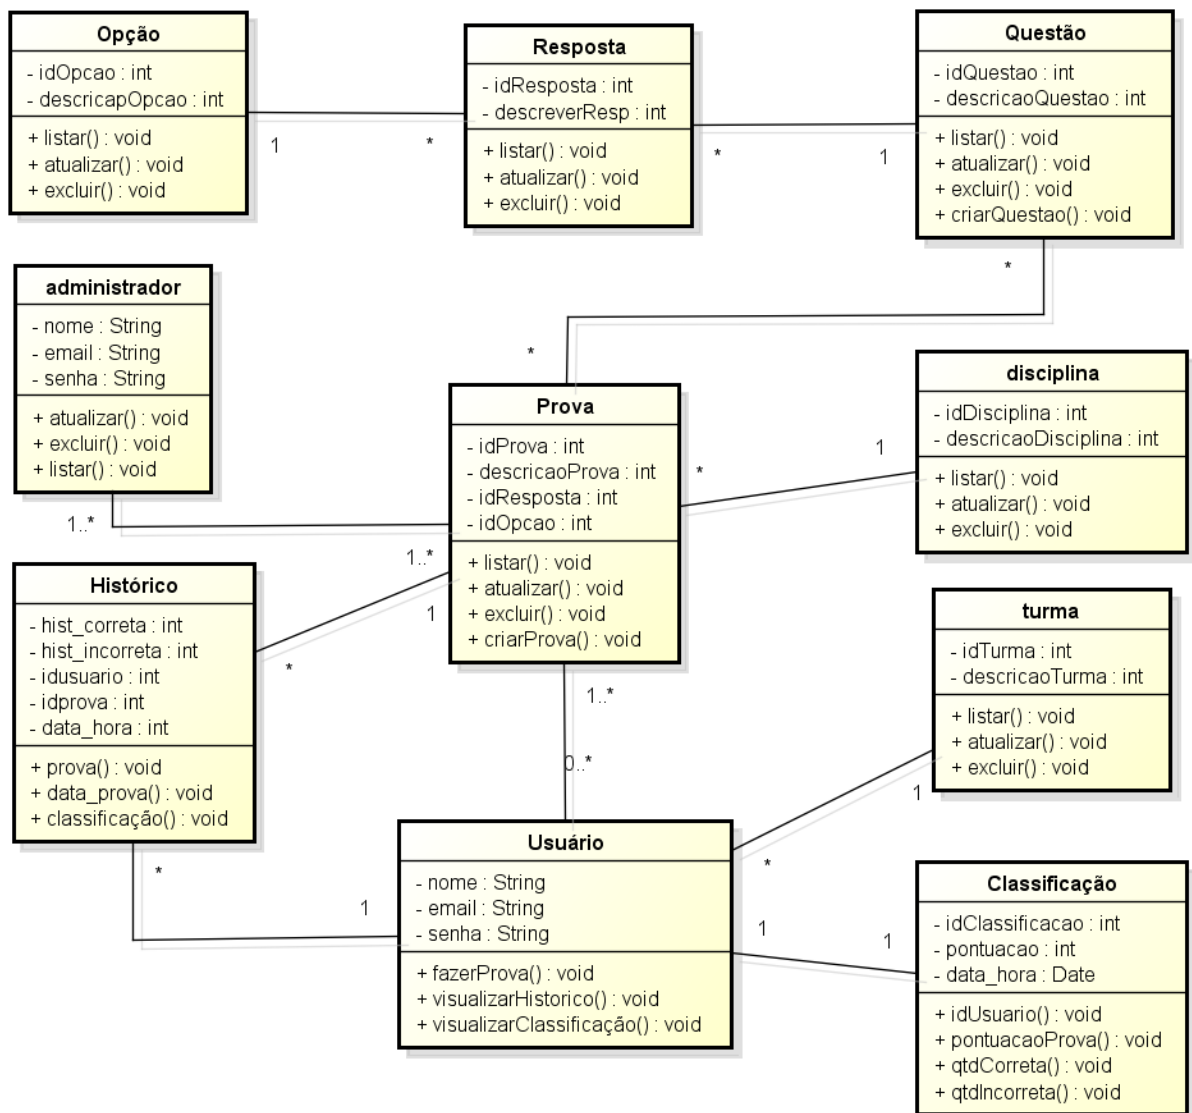 Opção
- idOpcao : int
- descricapOpcao : int
+ listar() : void
+ atualizar() : void
+ excluir() : void
1
*
Resposta
- idResposta : int
- descreverResp : int
+ listar() : void
+ atualizar() : void
+ excluir() : void
*
1
Questão
- idQuestao : int
- descricaoQuestao : int
+ listar() : void
+ atualizar() : void
+ excluir() : void
+ criarQuestao() : void
*
*
administrador
- nome : String
- email : String
- senha : String
+ atualizar() : void
+ excluir() : void
+ listar() : void
1..*
1..*
Prova
- idProva : int
- descricaoProva : int
- idResposta : int
- idOpcao : int
+ listar() : void
+ atualizar() : void
+ excluir() : void
+ criarProva() : void
*
1
disciplina
- idDisciplina : int
- descricaoDisciplina : int
+ listar() : void
+ atualizar() : void
+ excluir() : void
Histórico
- hist_correta : int
- hist_incorreta : int
- idusuario : int
- idprova : int
- data_hora : int
+ prova() : void
+ data_prova() : void
+ classificação() : void
1
*
1..*
0..*
turma
- idTurma : int
- descricaoTurma : int
+ listar() : void
+ atualizar() : void
+ excluir() : void
1
*
*
1
Usuário
- nome : String
- email : String
- senha : String
+ fazerProva() : void
+ visualizarHistorico() : void
+ visualizarClassificação() : void
1
1
Classificação
- idClassificacao : int
- pontuacao : int
- data_hora : Date
+ idUsuario() : void
+ pontuacaoProva() : void
+ qtdCorreta() : void
+ qtdIncorreta() : void